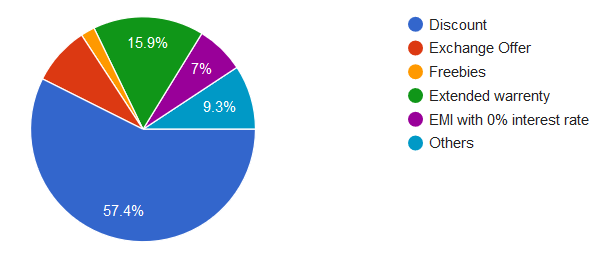 15.9%
7%
9.3%
57.4%
Discount
Exchange Offer
Freebies
Extended warrenty
EMI with 0% interest rate
Others